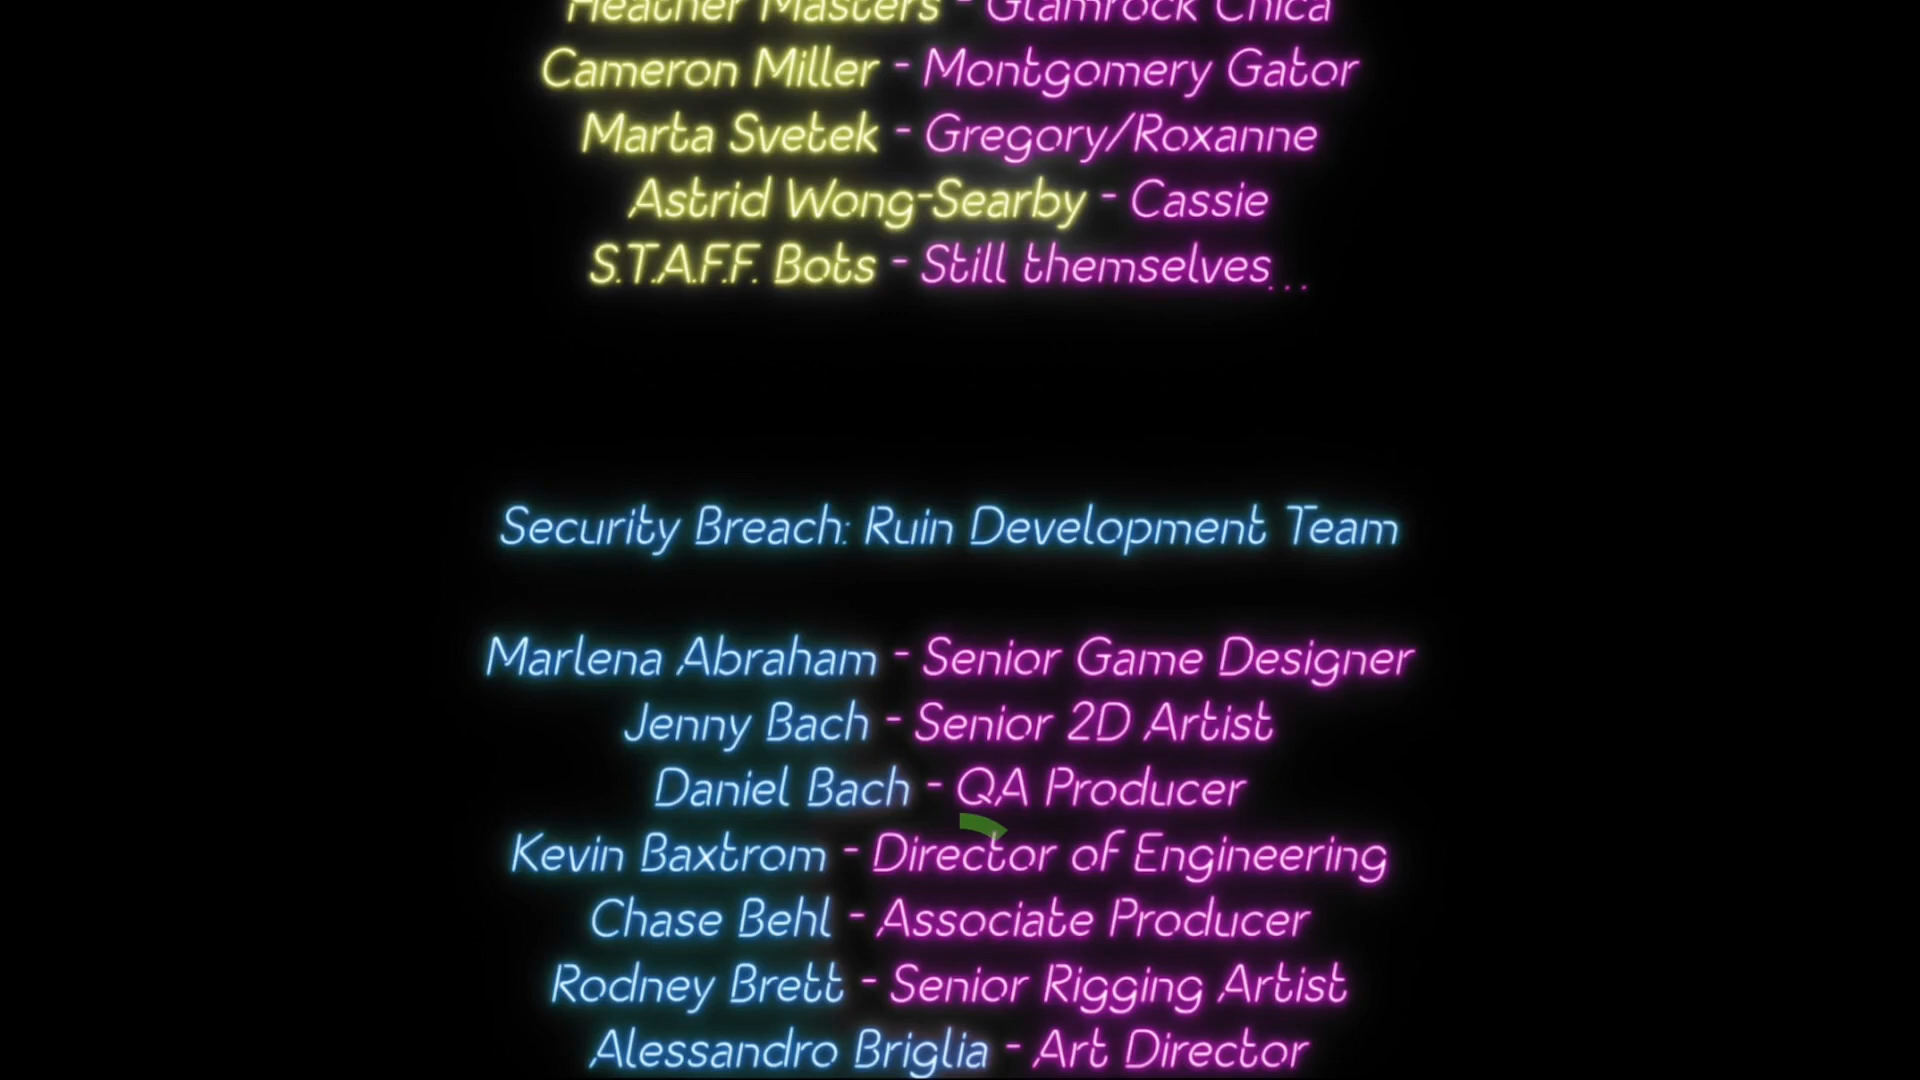 Heather Masters - Glamrock Chica
Cameron Miller - Montgomery Gator
Marta Svetek - Gregory/Roxanne
Astrid Wong-Searby - Cassie
S.T.A.F.F. Bots - Still themselves...
Security Breach: Ruin Development Team
Marlena Abraham - Senior Game Designer
Jenny Bach - Senior 2D Artist
Daniel Bach - QA Producer
Kevin Baxtrom - Director of Engineering
Chase Behl - Associate Producer
Rodney Brett - Senior Rigging Artist
Alessandro Briglia - Art Director